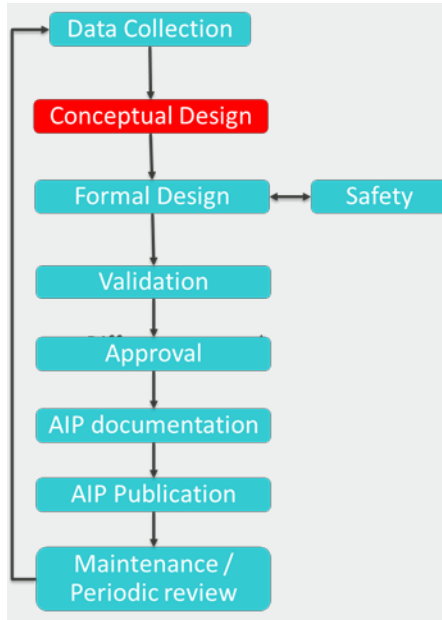 Data Collection
Conceptual Design
Formal Design
Safety
Validation
Approval
AIP documentation
AIP Publication
Maintenance /
Periodic review